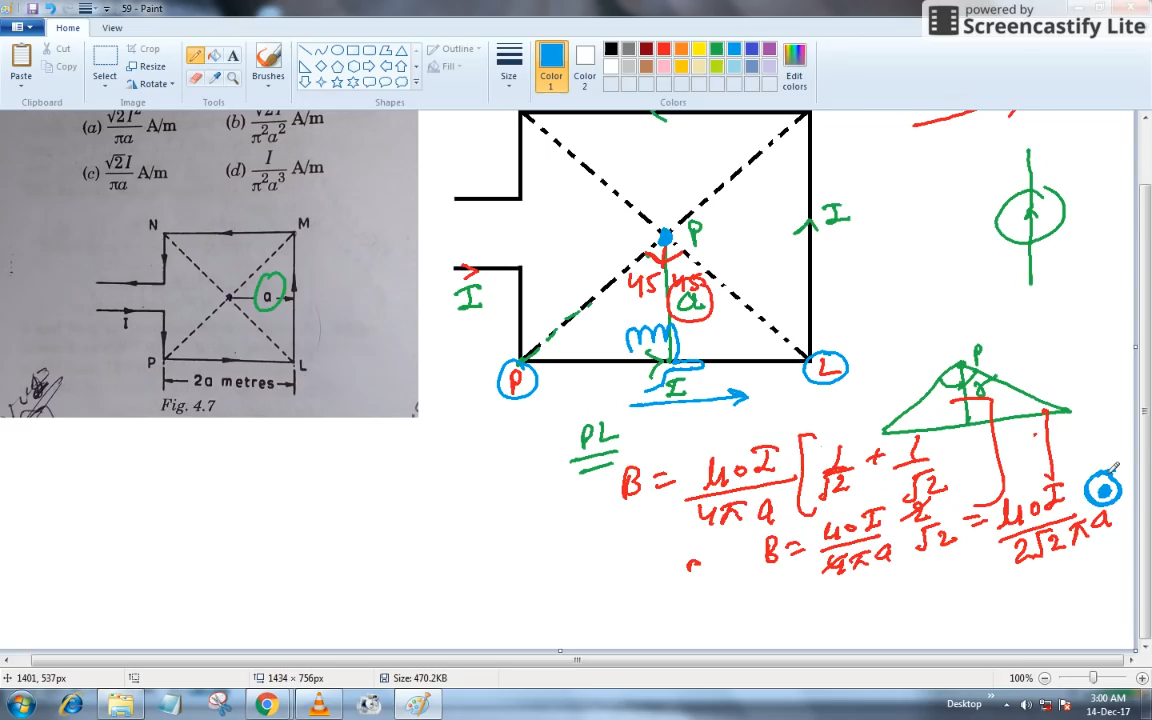 59 - Paint
powered by
Screencastify Lite
Home
View
Cut
Copy
Paste
Clipboard
Select
Crop
Resize
Rotate
Image
A
Tools
Brushes
Shapes
Outline
Fill
Size
Color 1
Color 2
Colors
Edit colors
(a) √2I²/πa A/m (b) √2I/π²a² A/m
(c) √2I/πa A/m (d) I/π²a³ A/m
N M
a
I
P L
2a metres
Fig. 4.7
P
I
45 45
a
I
I
P L
P
PL
B = μ0I/4πa [1/√2 + 1/√2
B = μ0I/4πa 2/√2 = μ0I/2√2πa
1401, 537px
1434 × 756px
Size: 470.2KB
100%
Desktop
3:00 AM
14-Dec-17